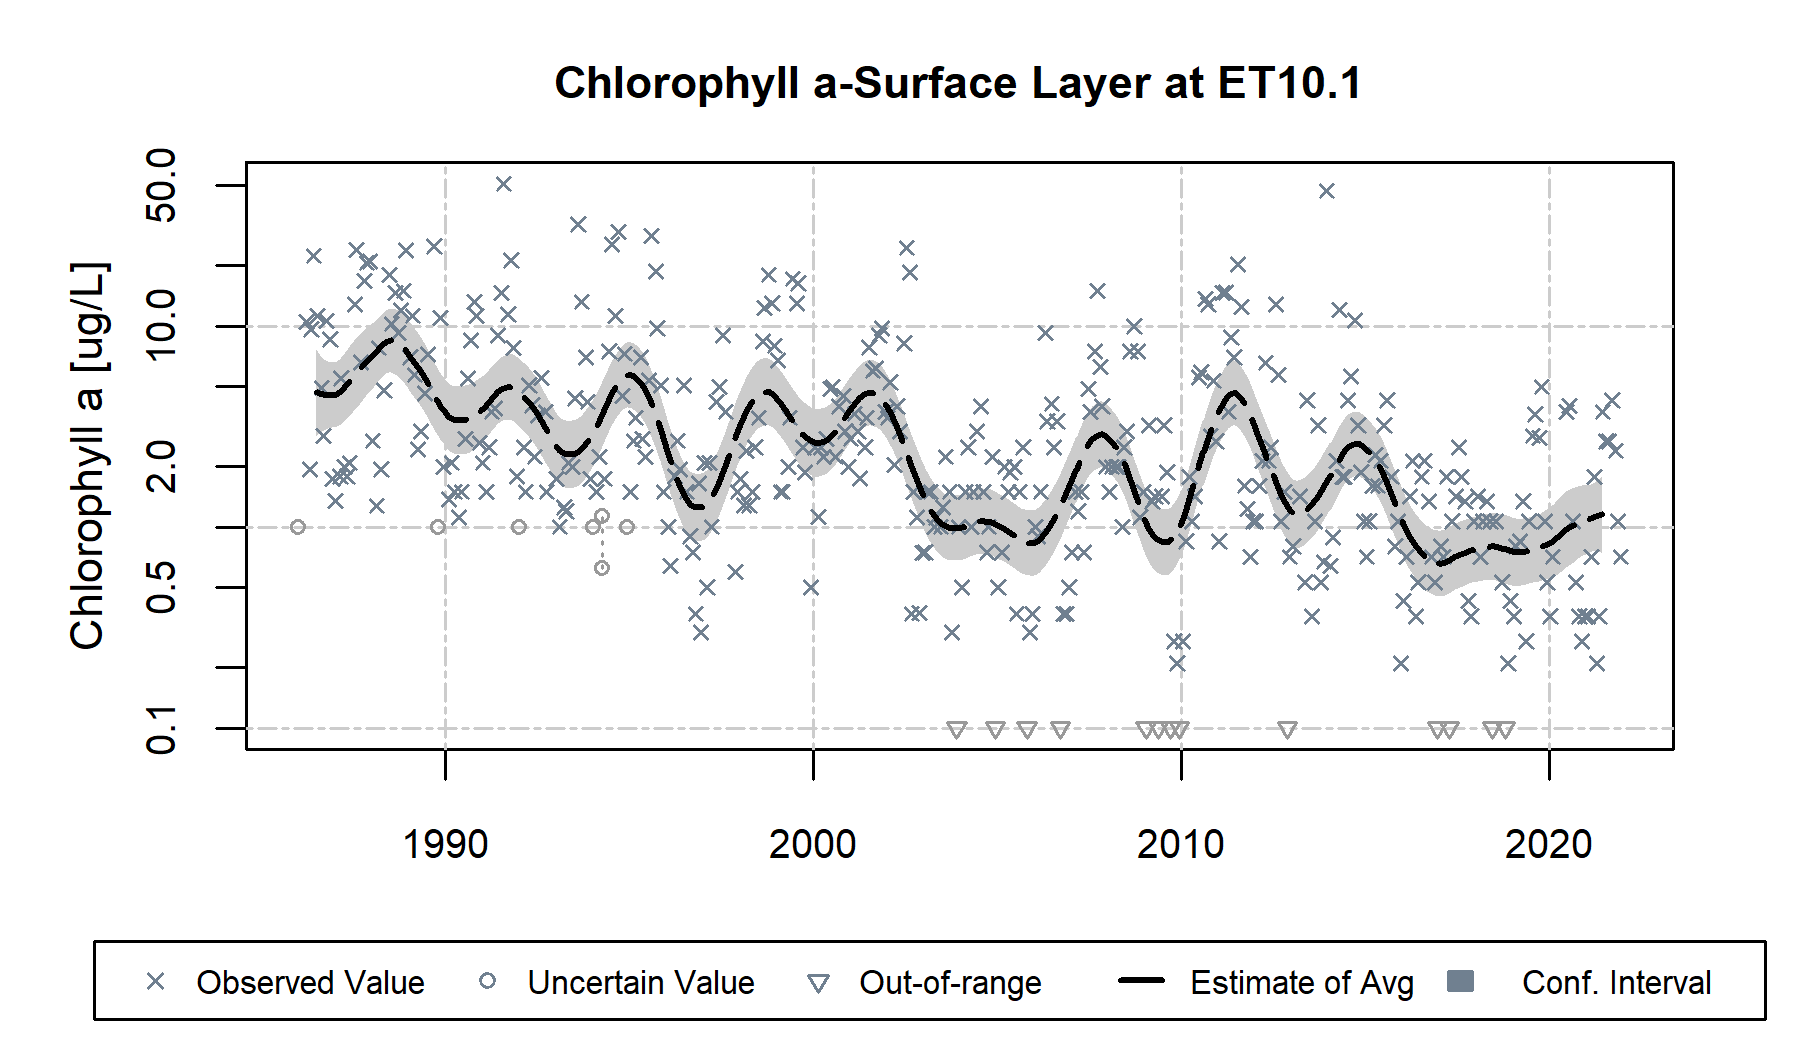 Chlorophyll a-Surface Layer at ET10.1
Chlorophyll a [ug/L]
50.0
10.0
2.0
0.5
0.1
1990 2000 2010 2020
Observed Value Uncertain Value Out-of-range Estimate of Avg Conf. Interval